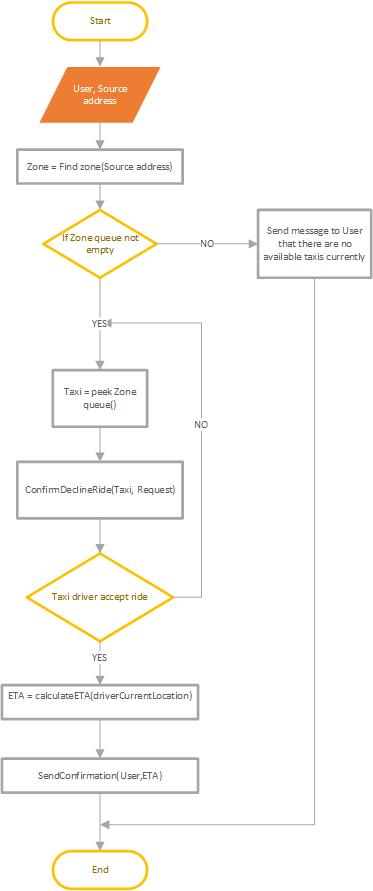 Start
User, Source
address
Zone = Find zone(Source address)
If Zone queue not
empty
NO
Send message to User
that there are no
available taxis currently
YES
Taxi = peek Zone
queue()
NO
ConfirmDeclineRide(Taxi, Request)
Taxi driver accept ride
YES
ETA = calculateETA(driverCurrentLocation)
SendConfirmation(User,ETA)
End